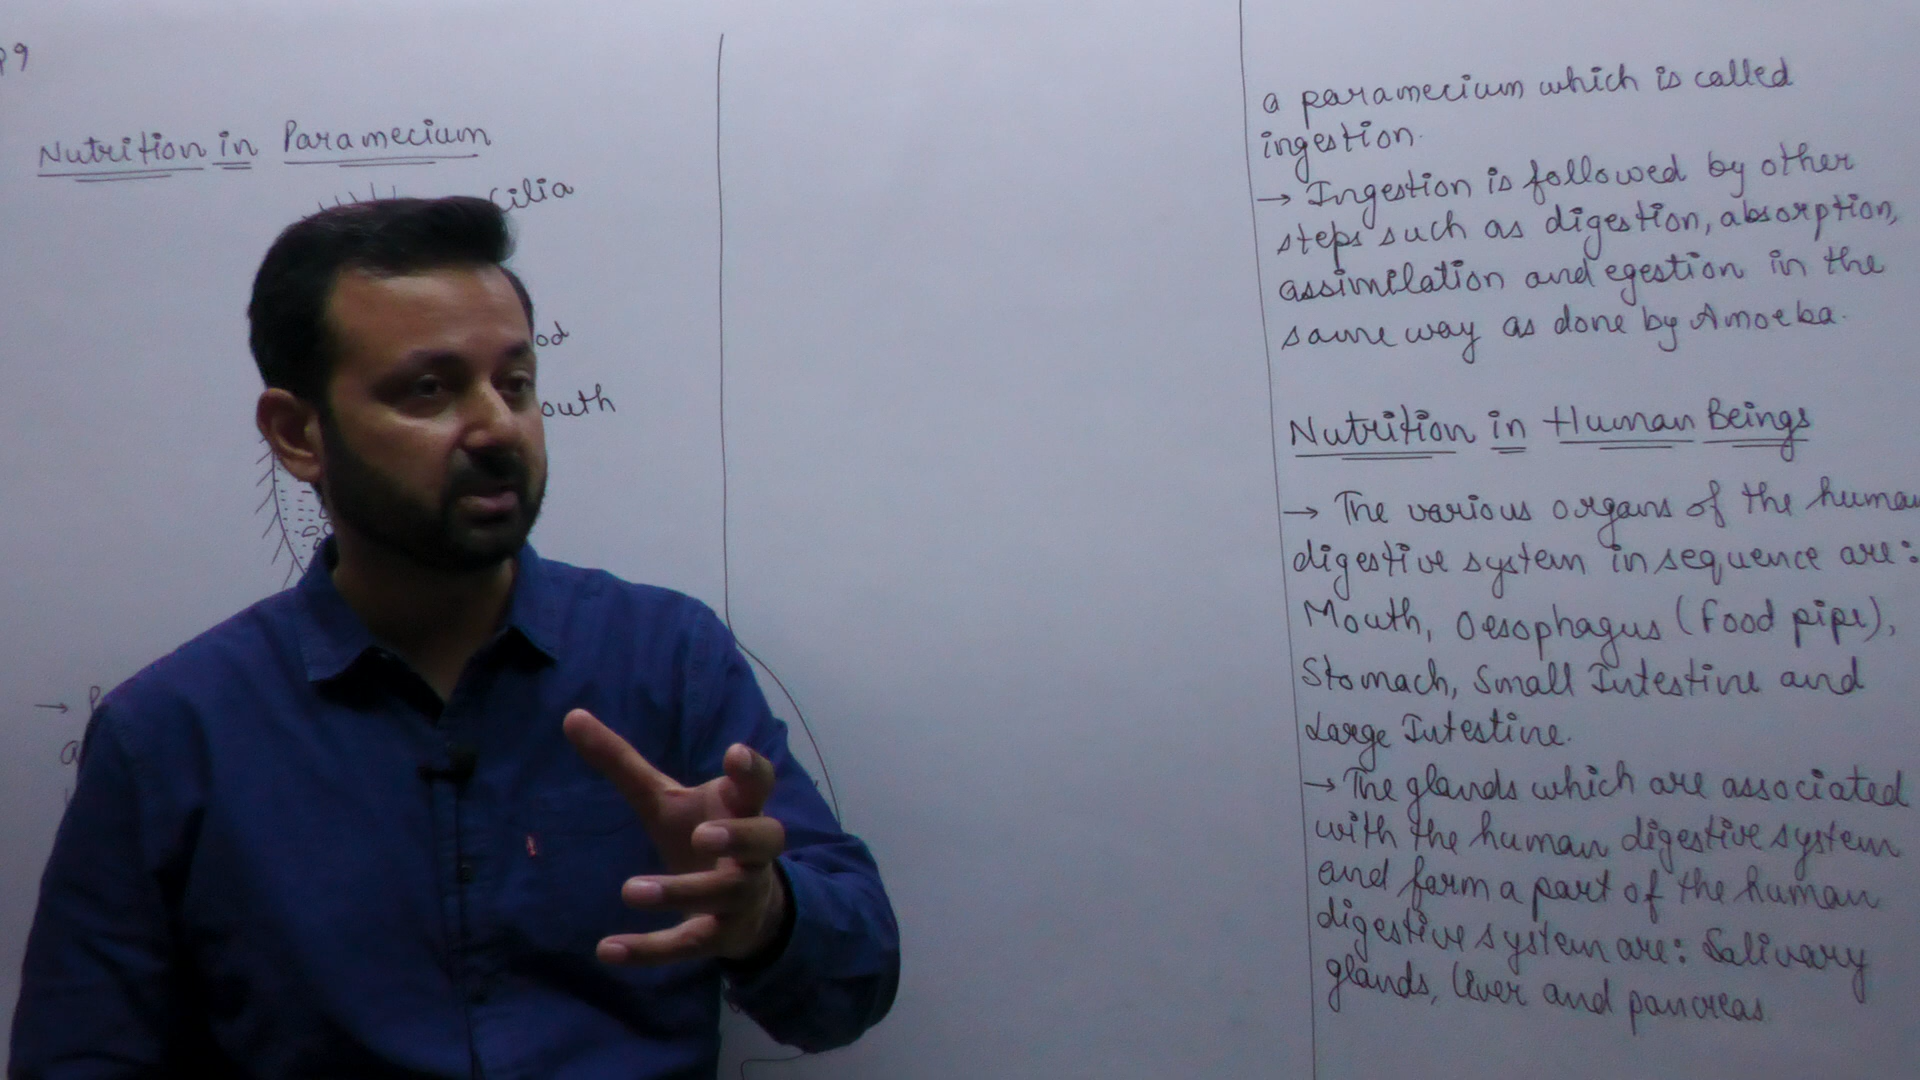 P9
Nutrition in Paramecium
Cilia
a paramecium which is called
ingestion.
→ Ingestion is followed by other
steps such as digestion, absorption,
assimilation and egestion in the
same way as done by Amoeba.
Nutrition in Human Beings
→ The various organs of the human
digestive system in sequence are:
Mouth, Oesophagus (Food pipe),
Stomach, Small Intestine and
Large Intestine.
→ The glands which are associated
with the human digestive system
and form a part of the human
digestive system are: Salivary
glands, liver and pancreas